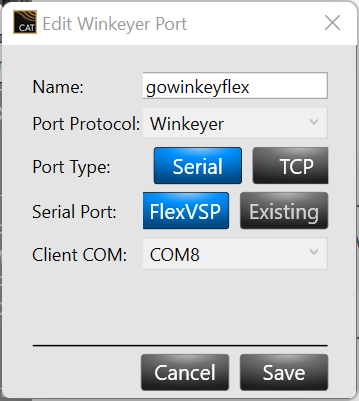 CAT Edit Winkeyer Port
Name: gowinkeyflex
Port Protocol: Winkeyer
Port Type: Serial TCP
Serial Port: FlexVSP Existing
Client COM: COM8
Cancel Save